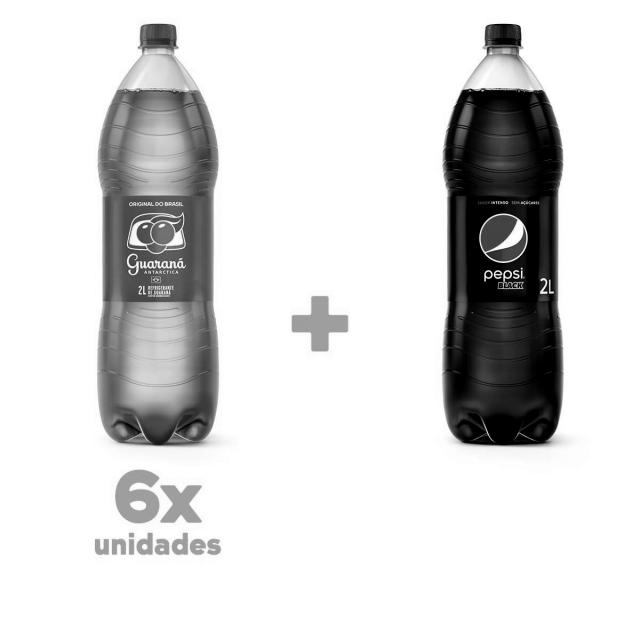 ORIGINAL DO BRASIL
Guaraná
ANTARCTICA
2L REFRIGERANTE
DE GUARANÁ
SABOR INTENSO SEM AÇÚCARES
pepsi
BLACK
2L
+
6x
unidades